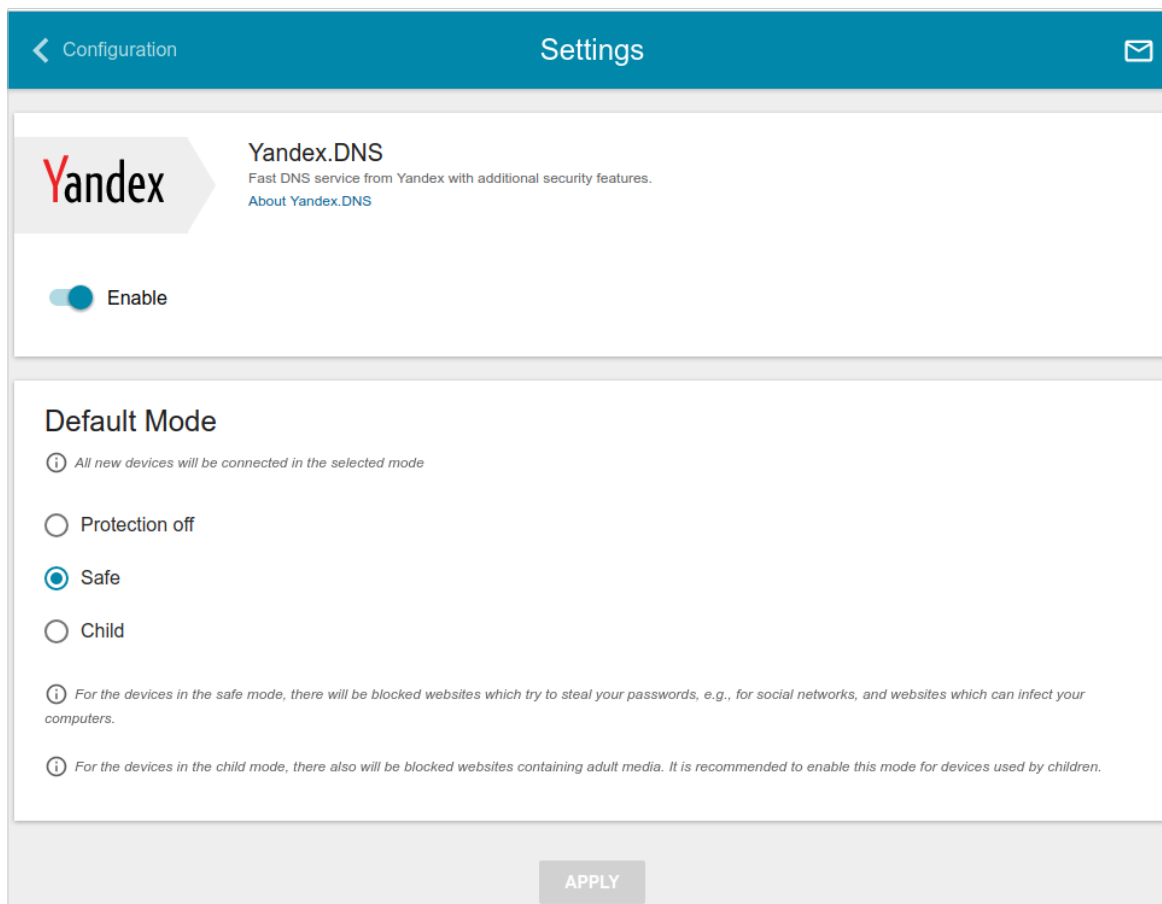 Configuration
Settings
Yandex
Yandex.DNS
Fast DNS service from Yandex with additional security features.
About Yandex.DNS
Enable
Default Mode
All new devices will be connected in the selected mode
Protection off
Safe
Child
For the devices in the safe mode, there will be blocked websites which try to steal your passwords, e.g., for social networks, and websites which can infect your
computers.
For the devices in the child mode, there also will be blocked websites containing adult media. It is recommended to enable this mode for devices used by children.
APPLY